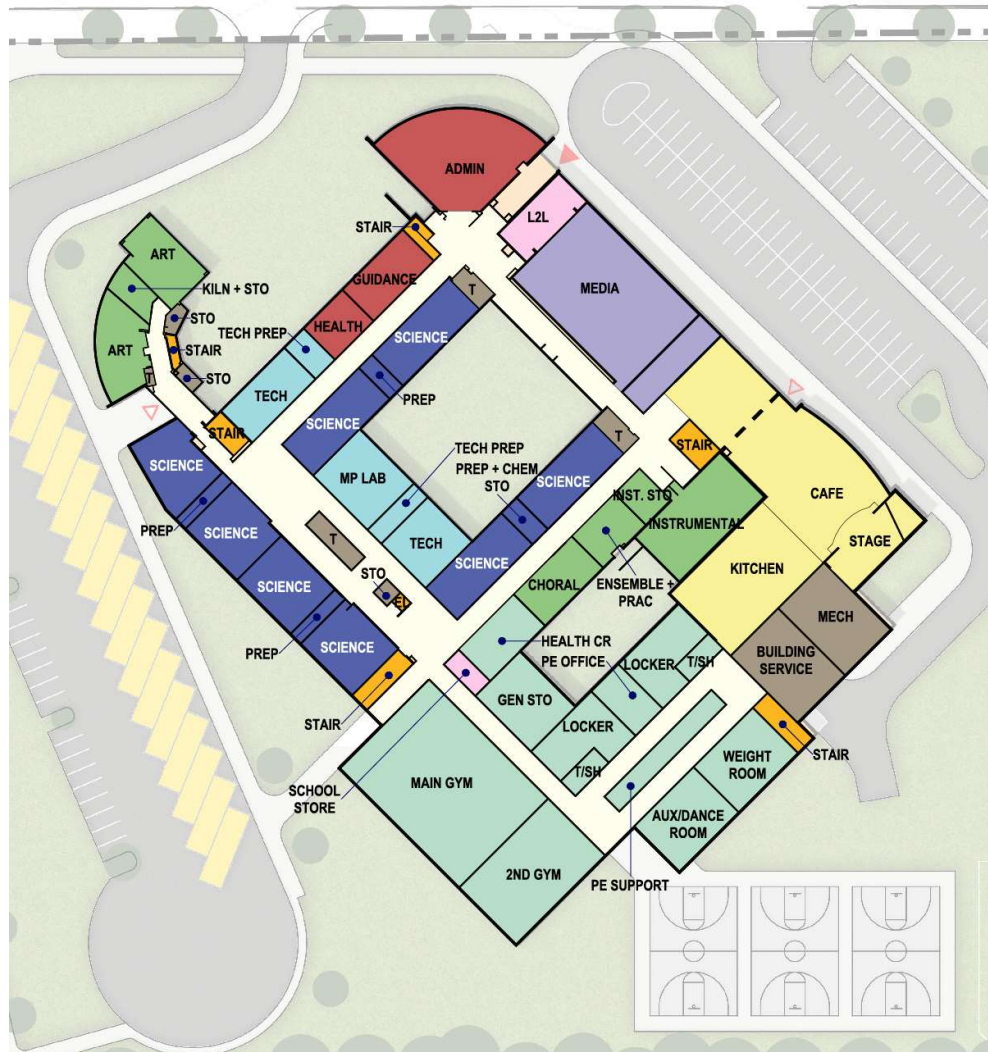 ADMIN
L2L
STAIR
ART
GUANCE
KILN + STO
T
MEDIA
STO
TECH PREP
HEALTH
SCIENCE
STAIR
ART
STO
T
PREP
TECH
SCIENCE
STAIR
T
STAIR
SCIENCE
MP LAB
TECH PREP
PREP + CHEM
STO
SCIENCE
INST. STO
CAFE
PREP
SCIENCE
T
TECH
INSTRUMENTAL
STAGE
SCIENCE
STO
SCIENCE
CHORAL
ENSEMBLE +
PRAC
KITCHEN
EL
MECH
PREP
SCIENCE
HEALTH CR
PE OFFICE
LOCKER
T/SH
BUILDING
SERVICE
STAIR
GEN STO
LOCKER
STAIR
SCHOOL
STORE
MAIN GYM
T/SH
WEIGHT
ROOM
AUX/DANCE
ROOM
2ND GYM
PE SUPPORT